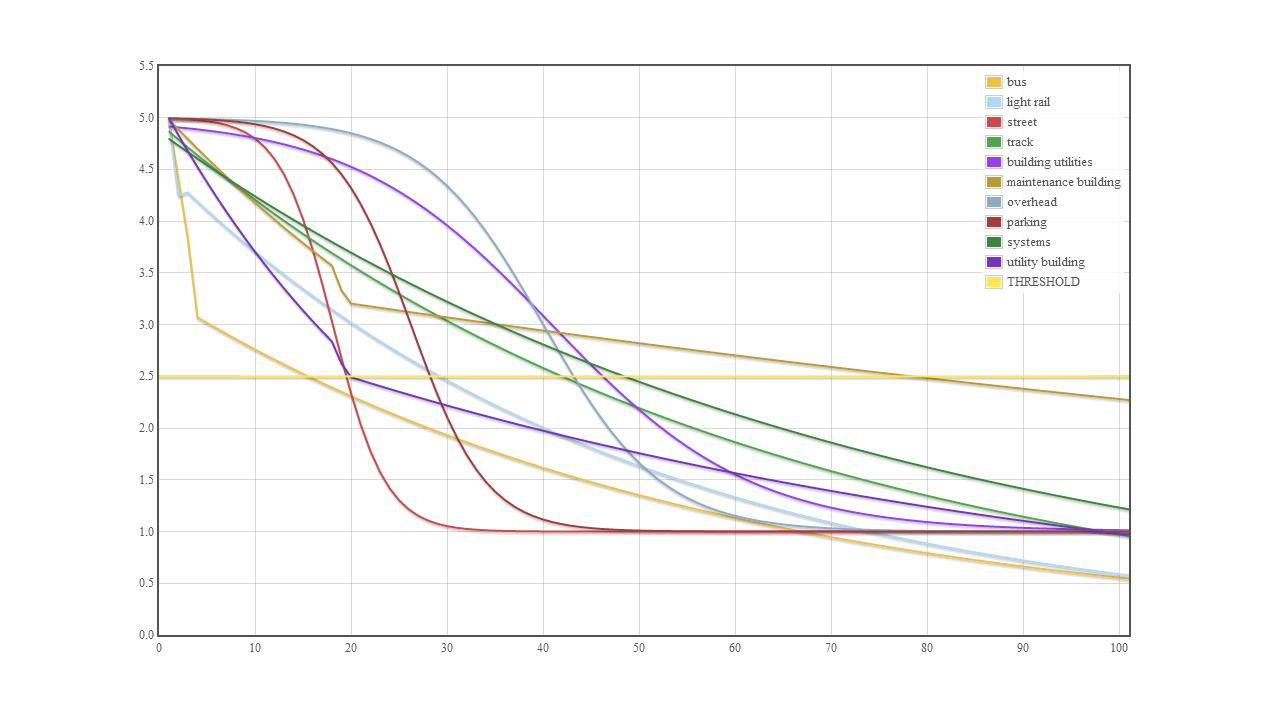 5.5
5.0
4.5
4.0
3.5
3.0
2.5
2.0
1.5
1.0
0.5
0.0
0 10 20 30 40 50 60 70 80 90 100
bus
light rail
street
track
building utilities
maintenance building
overhead
parking
systems
utility building
THRESHOLD